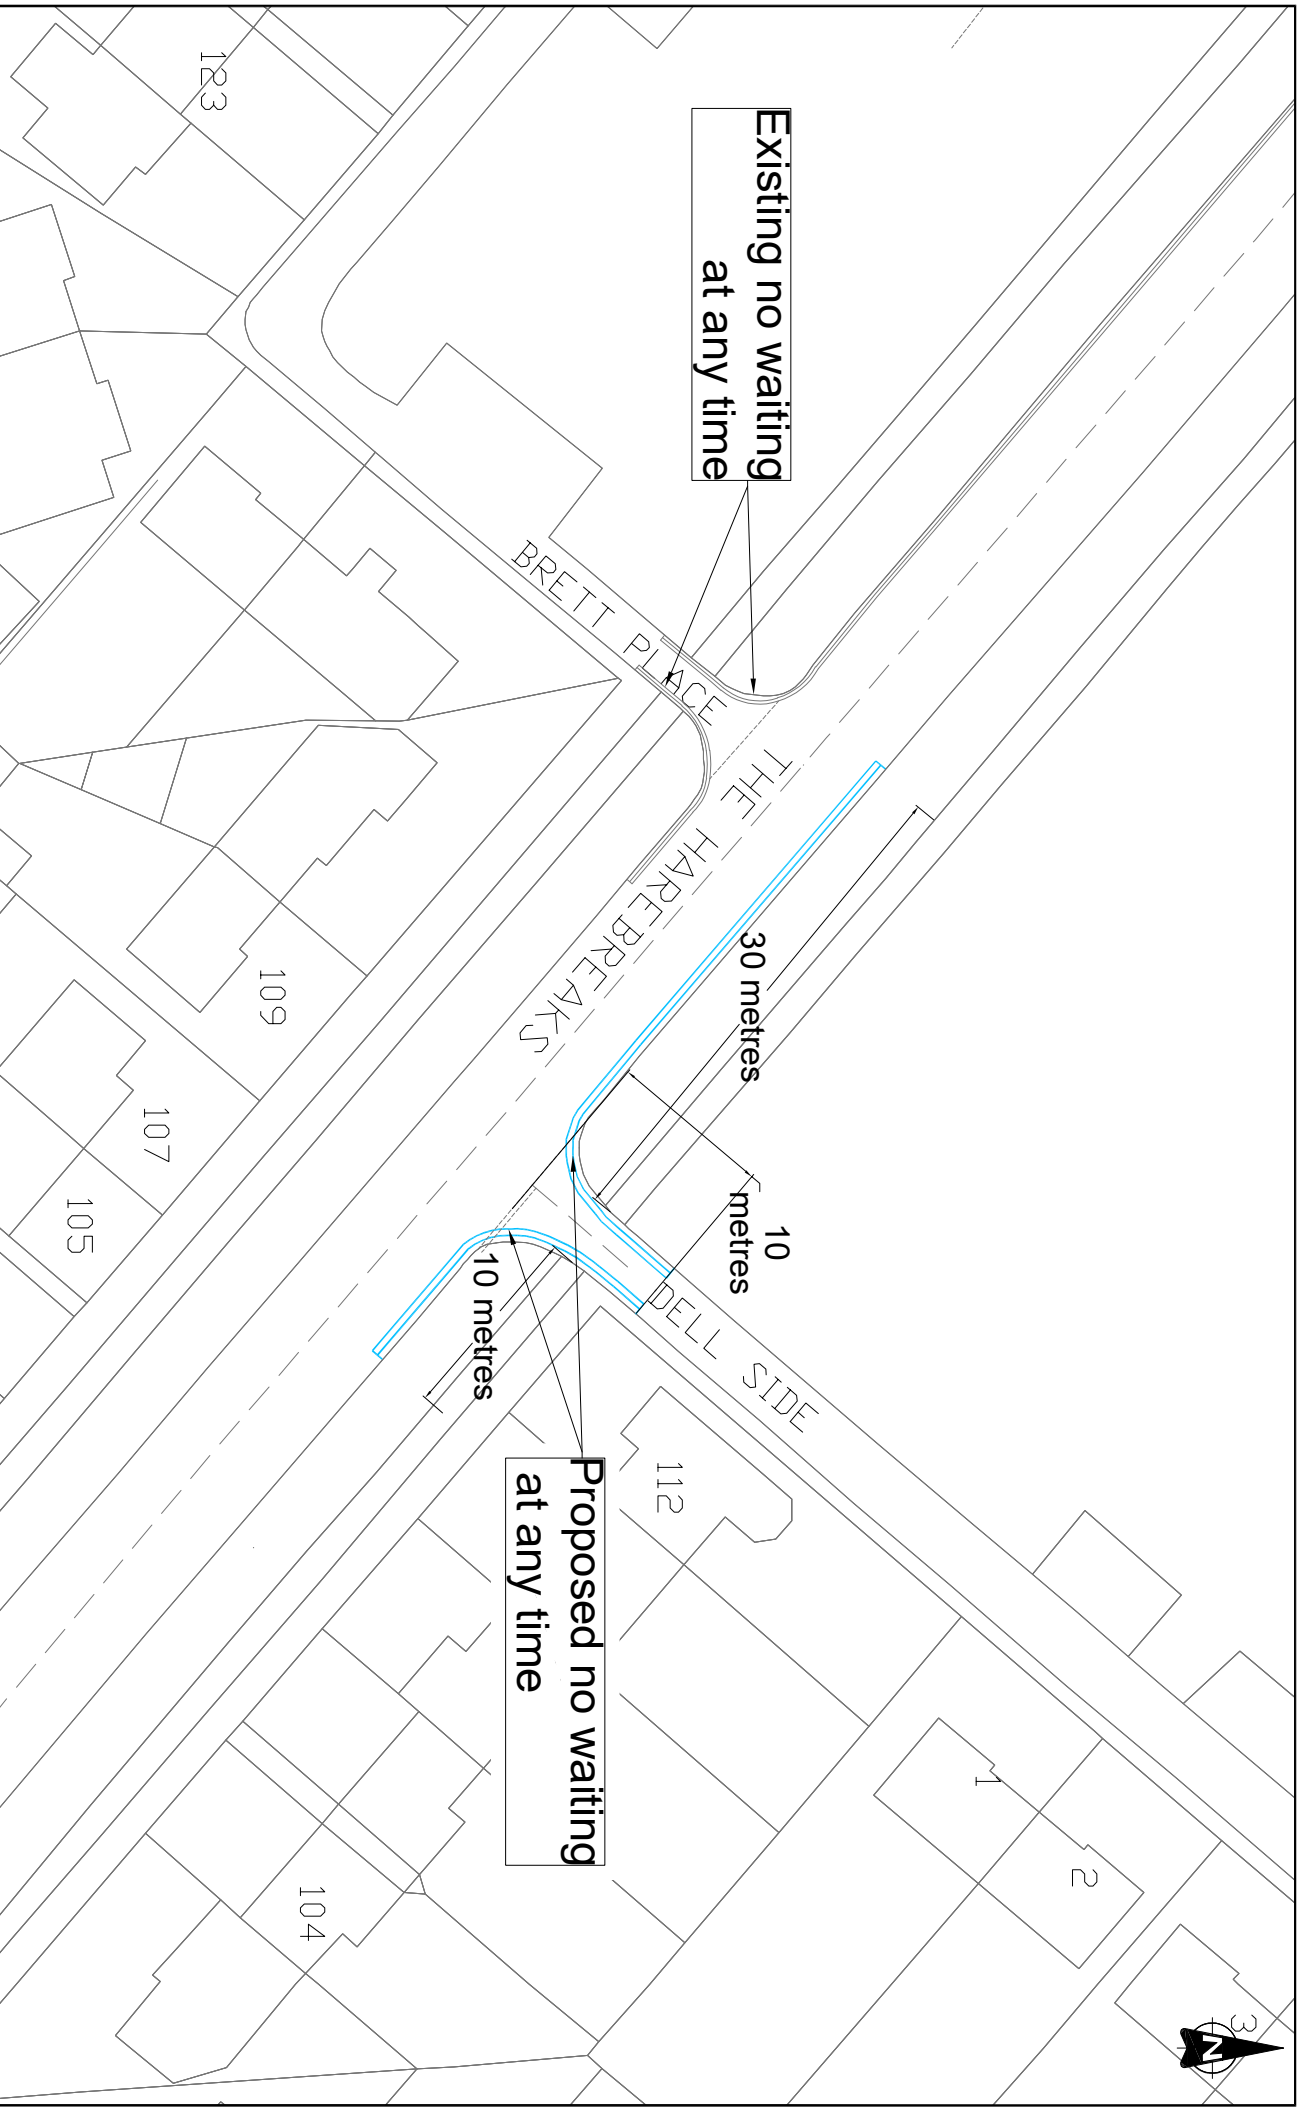 123
Existing no waiting
at any time
BRETT PLACE
THE HAREBREAKS
30 metres
10
metres
10 metres
DELL SIDE
109
107
105
Proposed no waiting
at any time
112
104
1
2
3
N